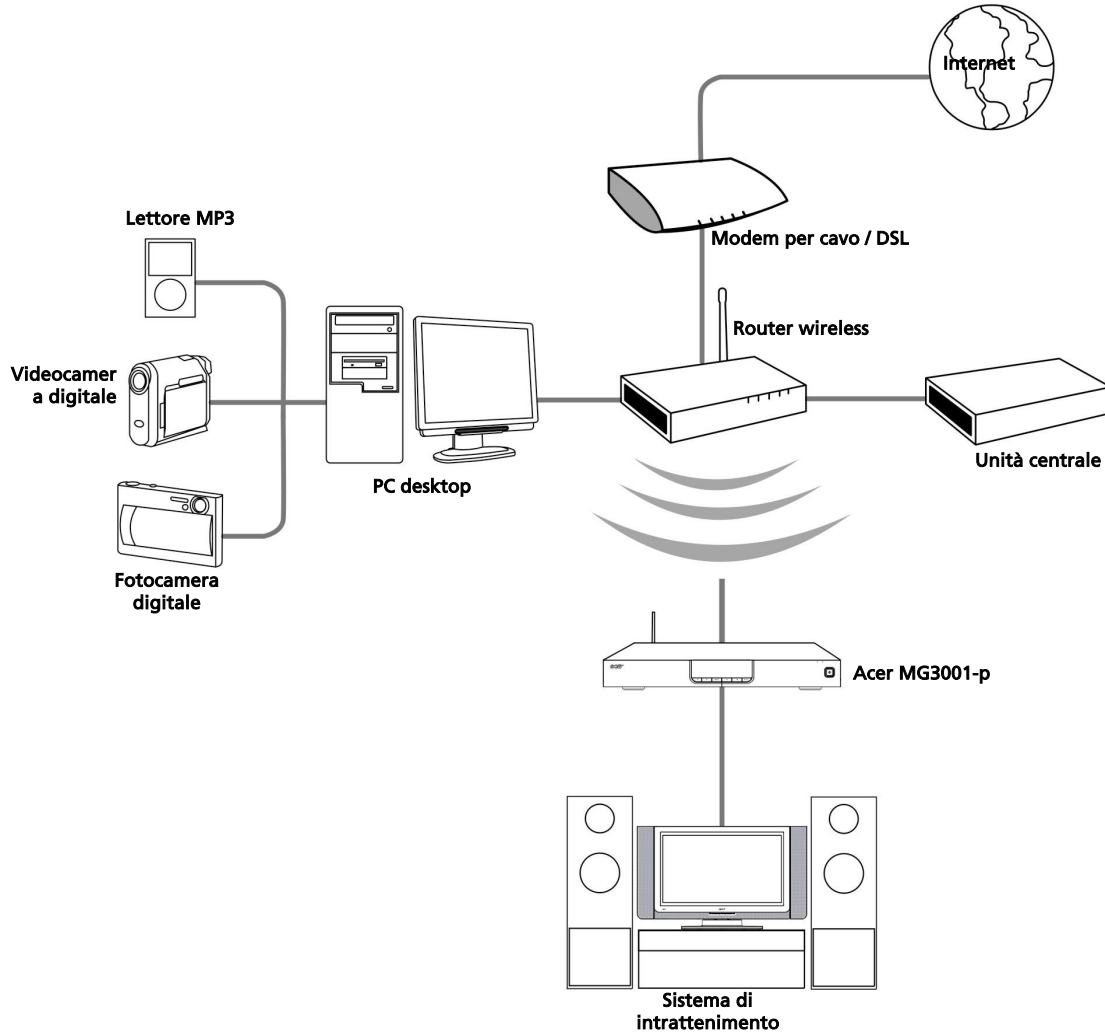 Internet
Modem per cavo / DSL
Lettore MP3
Router wireless
Videocamer
a digitale
Unità centrale
PC desktop
Fotocamera
digitale
acer
Acer MG3001-p
Sistema di
intrattenimento